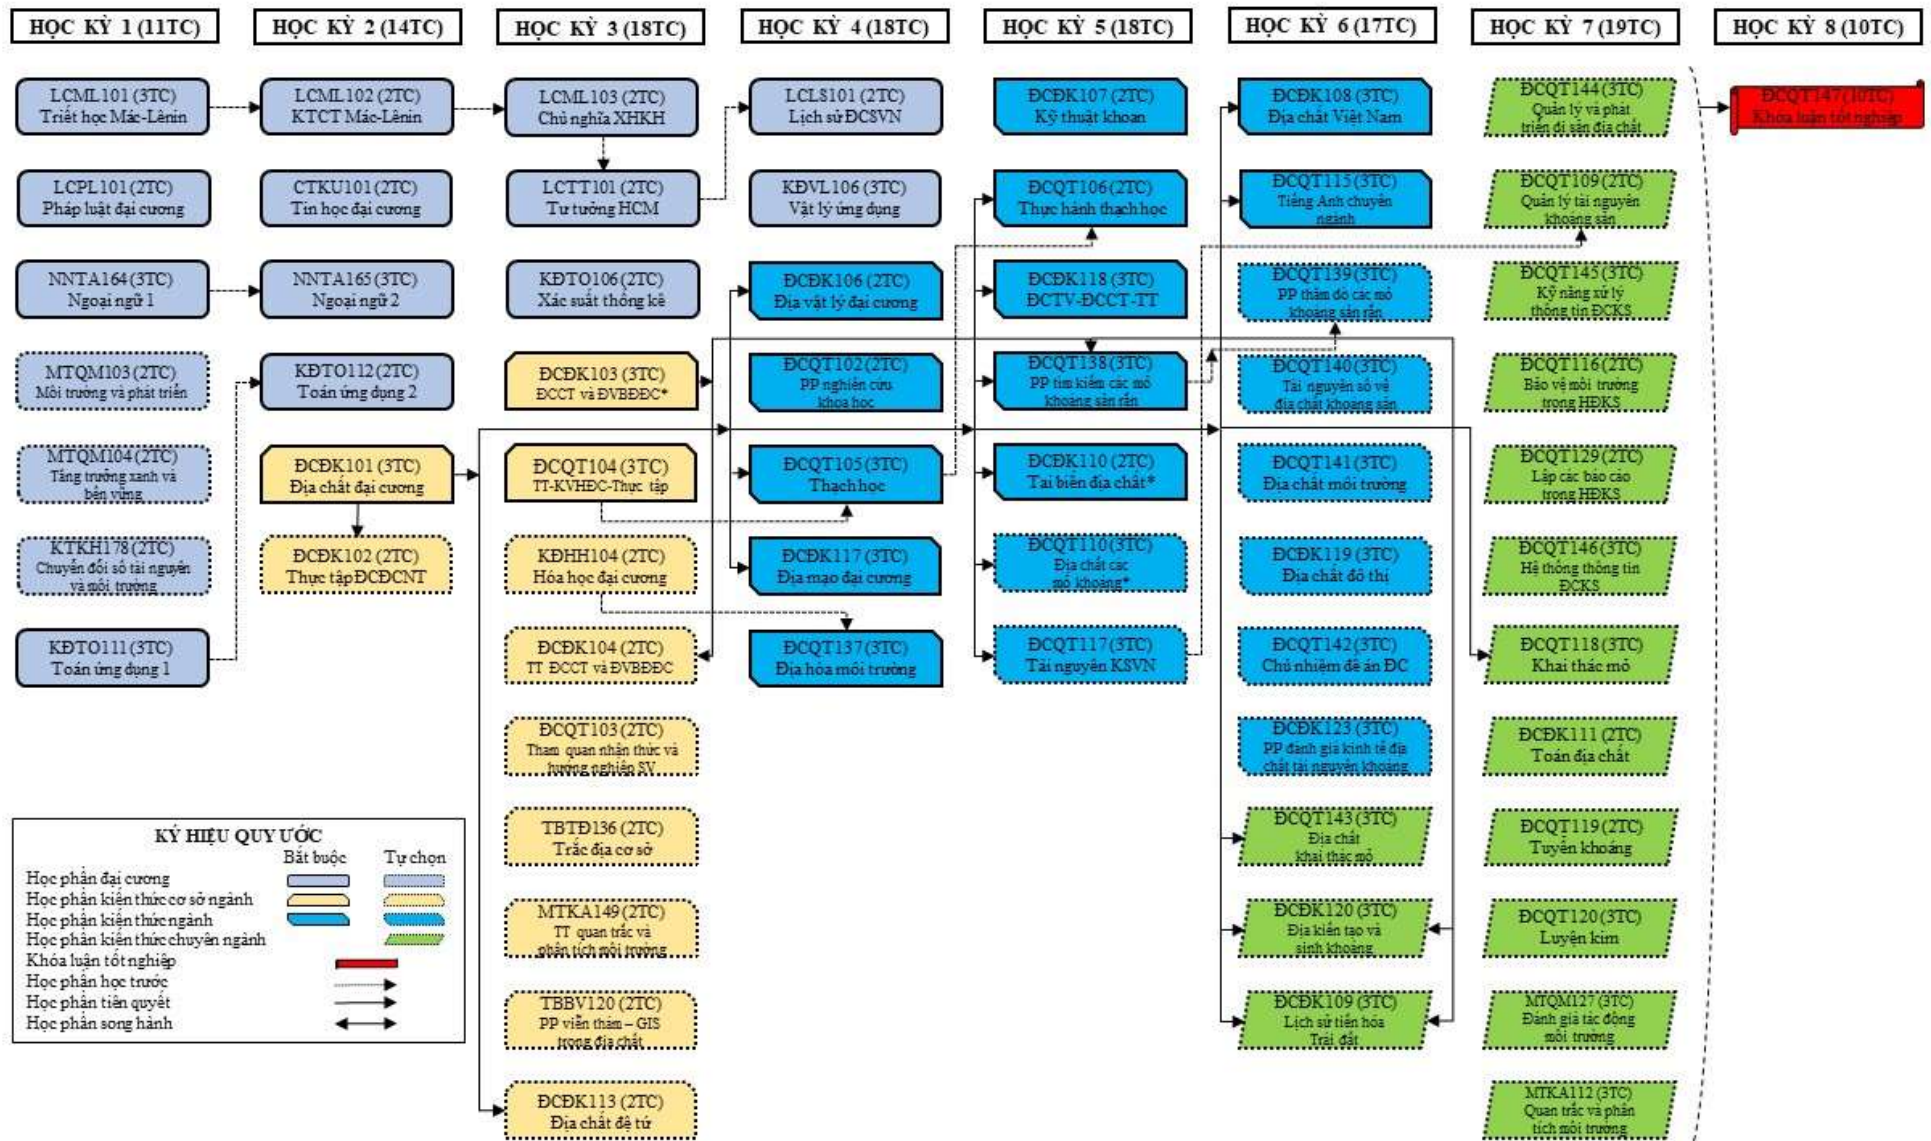 HỌC KỲ 1 (11TC)
HỌC KỲ 2 (14TC)
HỌC KỲ 3 (18TC)
HỌC KỲ 4 (18TC)
HỌC KỲ 5 (18TC)
HỌC KỲ 6 (17TC)
HỌC KỲ 7 (19TC)
HỌC KỲ 8 (10TC)
LCML101 (3TC)
Triết học Mác-Lênin
LCPL101 (2TC)
Pháp luật đại cương
NNTA164 (3TC)
Ngoại ngữ 1
MTQM103 (2TC)
Môi trường và phát triển
MTQM104 (2TC)
Tăng trưởng xanh và
bền vững
KTKH178 (2TC)
Chuyển đổi số tài nguyên
và môi trường
KĐTO111 (3TC)
Toán ứng dụng 1
LCML102 (2TC)
KTCT Mác-Lênin
CTKU101 (2TC)
Tin học đại cương
NNTA165 (3TC)
Ngoại ngữ 2
KĐTO112 (2TC)
Toán ứng dụng 2
ĐCĐK101 (3TC)
Địa chất đại cương
ĐCĐK102 (2TC)
Thực tập ĐCĐCNT
LCML103 (2TC)
Chủ nghĩa XHKH
LCTT101 (2TC)
Tư tưởng HCM
KĐTO106 (2TC)
Xác suất thống kê
ĐCĐK103 (3TC)
ĐCCT và ĐVBĐĐC*
ĐCQT104 (3TC)
TT-KVHĐC-Thực tập
KĐHH104 (2TC)
Hóa học đại cương
ĐCĐK104 (2TC)
TT ĐCCT và ĐVBĐĐC
ĐCQT103 (2TC)
Tham quan nhận thức và
hướng nghiệp SV
TBTĐ136 (2TC)
Trắc địa cơ sở
MTKA149 (2TC)
TT quan trắc và
phân tích môi trường
TBBV120 (2TC)
PP viễn thám – GIS
trong địa chất
ĐCĐK113 (2TC)
Địa chất đệ tứ
LCLS101 (2TC)
Lịch sử ĐCSVN
KĐVL106 (3TC)
Vật lý ứng dụng
ĐCĐK106 (2TC)
Địa vật lý đại cương
ĐCQT102 (2TC)
PP nghiên cứu
khoa học
ĐCQT105 (3TC)
Thạch học
ĐCĐK117 (3TC)
Địa mạo đại cương
ĐCQT137 (3TC)
Địa hóa môi trường
ĐCĐK107 (2TC)
Kỹ thuật khoan
ĐCQT106 (2TC)
Thực hành thạch học
ĐCĐK118 (3TC)
ĐCTV-ĐCCT-TT
ĐCQT138 (3TC)
PP tìm kiếm các mỏ
khoáng sản rắn
ĐCĐK110 (2TC)
Tai biến địa chất*
ĐCQT110 (3TC)
Địa chất các
mỏ khoáng*
ĐCQT117 (3TC)
Tài nguyên KSVN
ĐCĐK108 (3TC)
Địa chất Việt Nam
ĐCQT115 (3TC)
Tiếng Anh chuyên
ngành
ĐCQT139 (3TC)
PP thăm dò các mỏ
khoáng sản rắn
ĐCQT140 (3TC)
Tài nguyên số về
địa chất khoáng sản
ĐCQT141 (3TC)
Địa chất môi trường
ĐCĐK119 (3TC)
Địa chất đô thị
ĐCQT142 (3TC)
Chủ nhiệm đề án ĐC
ĐCĐK123 (3TC)
PP đánh giá kinh tế địa
chất tài nguyên khoáng
ĐCQT143 (3TC)
Địa chất
khai thác mỏ
ĐCĐK120 (3TC)
Địa kiến tạo và
sinh khoáng
ĐCĐK109 (3TC)
Lịch sử tiến hóa
Trái đất
ĐCQT144 (3TC)
Quản lý và phát
triển di sản địa chất
ĐCQT109 (2TC)
Quản lý tài nguyên
khoáng sản
ĐCQT145 (3TC)
Kỹ năng xử lý
thông tin ĐCKS
ĐCQT116 (2TC)
Bảo vệ môi trường
trong HĐKS
ĐCQT129 (2TC)
Lập các báo cáo
trong HĐKS
ĐCQT146 (3TC)
Hệ thống thông tin
ĐCKS
ĐCQT118 (3TC)
Khai thác mỏ
ĐCĐK111 (2TC)
Toán địa chất
ĐCQT119 (2TC)
Tuyển khoáng
ĐCQT120 (3TC)
Luyện kim
MTQM127 (3TC)
Đánh giá tác động
môi trường
MTKA112 (3TC)
Quan trắc và phân
tích môi trường
ĐCQT147 (10TC)
Khóa luận tốt nghiệp
KÝ HIỆU QUY ƯỚC
Bắt buộc Tự chọn
Học phần đại cương
Học phần kiến thức cơ sở ngành
Học phần kiến thức ngành
Học phần kiến thức chuyên ngành
Khóa luận tốt nghiệp
Học phần học trước
Học phần tiên quyết
Học phần song hành